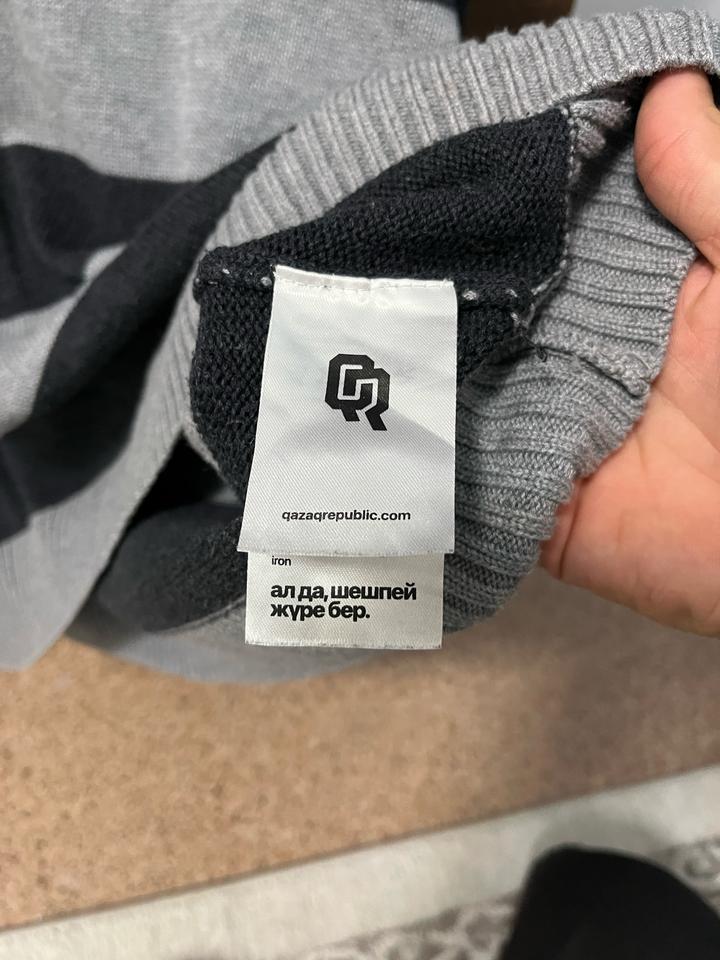 QR
qazaqrepublic.com
iron
ал да, шешпей
жүре бер.